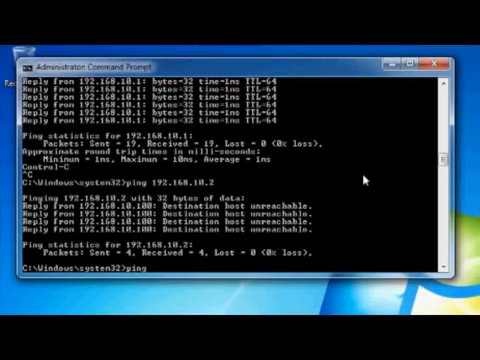 Administrator: Command Prompt
Reply from 192.168.10.1: bytes=32 time=1ms TTL=64
Reply from 192.168.10.1: bytes=32 time=1ms TTL=64
Reply from 192.168.10.1: bytes=32 time=1ms TTL=64
Reply from 192.168.10.1: bytes=32 time=1ms TTL=64
Reply from 192.168.10.1: bytes=32 time=1ms TTL=64
Reply from 192.168.10.1: bytes=32 time=1ms TTL=64
Ping statistics for 192.168.10.1:
Packets: Sent = 19, Received = 19, Lost = 0 (0% loss),
Approximate round trip times in milli-seconds:
Minimum = 1ms, Maximum = 10ms, Average = 1ms
Control-C
^C
C:\Windows\system32>ping 192.168.10.2
Pinging 192.168.10.2 with 32 bytes of data:
Reply from 192.168.10.100: Destination host unreachable.
Reply from 192.168.10.100: Destination host unreachable.
Reply from 192.168.10.100: Destination host unreachable.
Reply from 192.168.10.100: Destination host unreachable.
Ping statistics for 192.168.10.2:
Packets: Sent = 4, Received = 4, Lost = 0 (0% loss),
C:\Windows\system32>ping